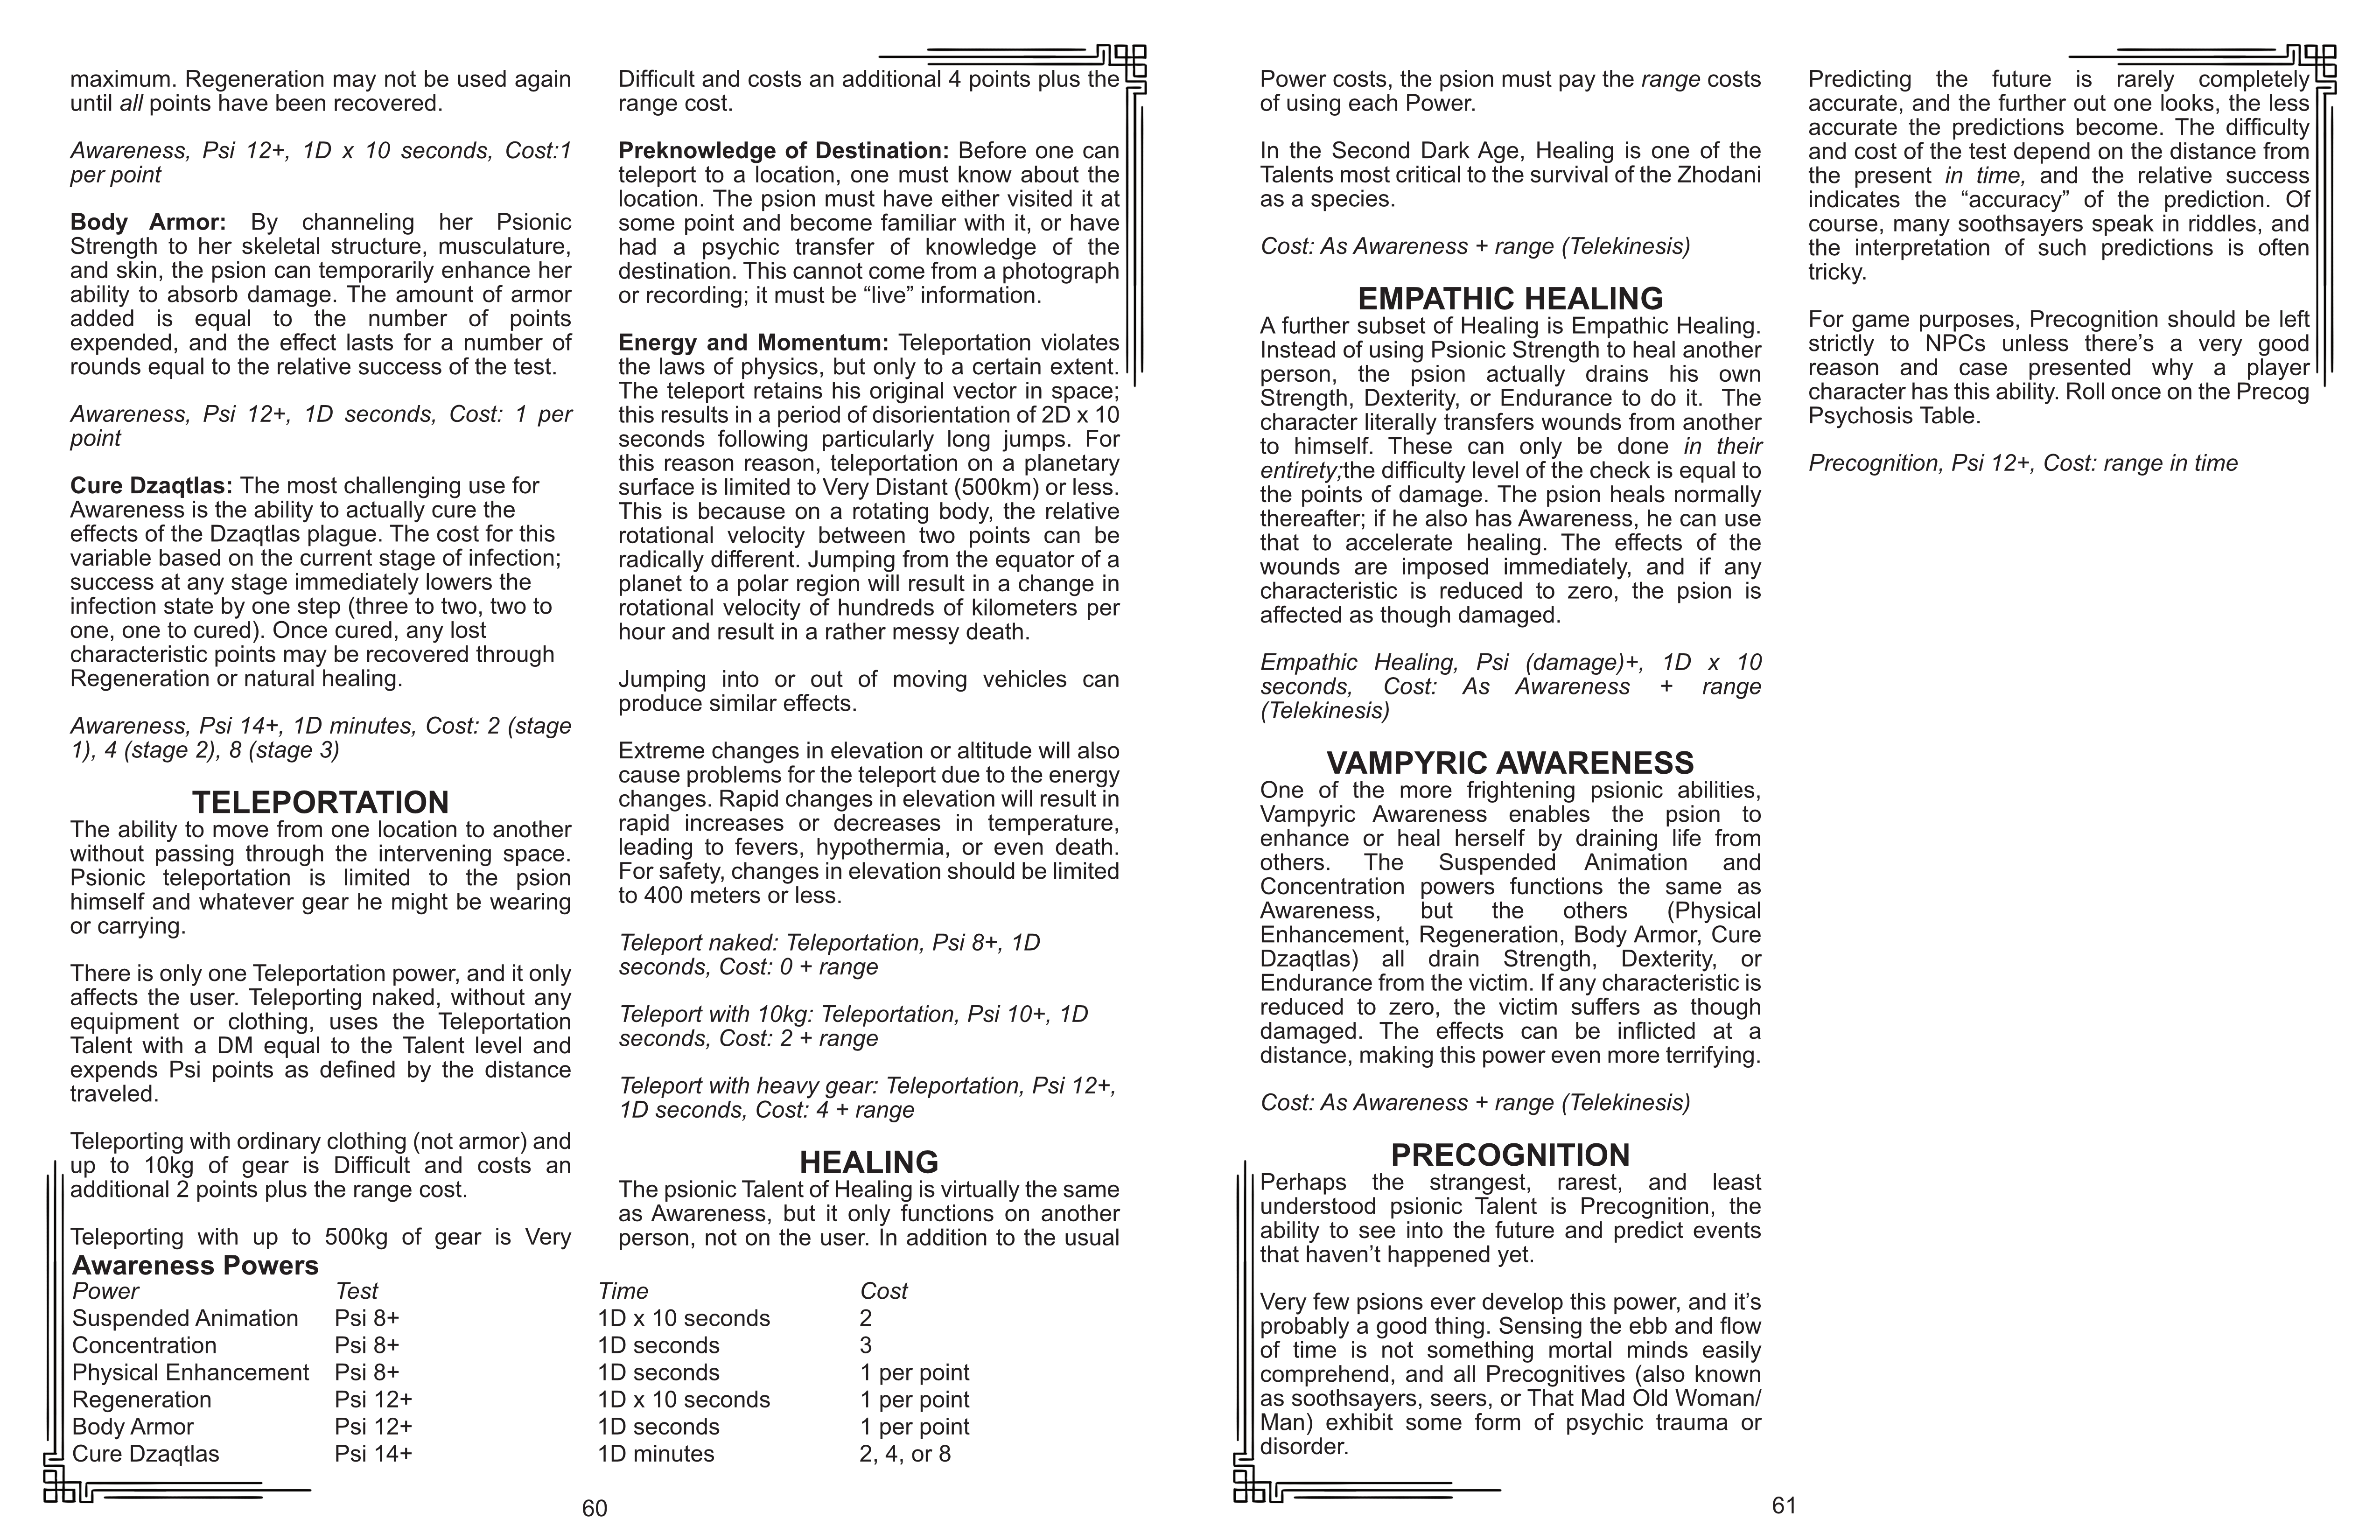 maximum. Regeneration may not be used again
until all points have been recovered.
Awareness, Psi 12+, 1D x 10 seconds, Cost:1
per point
Body Armor: By channeling her Psionic
Strength to her skeletal structure, musculature,
and skin, the psion can temporarily enhance her
ability to absorb damage. The amount of armor
added is equal to the number of points
expended, and the effect lasts for a number of
rounds equal to the relative success of the test.
Awareness, Psi 12+, 1D seconds, Cost: 1 per
point
Cure Dzaqtlas: The most challenging use for
Awareness is the ability to actually cure the
effects of the Dzaqtlas plague. The cost for this
variable based on the current stage of infection;
success at any stage immediately lowers the
infection state by one step (three to two, two to
one, one to cured). Once cured, any lost
characteristic points may be recovered through
Regeneration or natural healing.
Awareness, Psi 14+, 1D minutes, Cost: 2 (stage
1), 4 (stage 2), 8 (stage 3)
TELEPORTATION
The ability to move from one location to another
without passing through the intervening space.
Psionic teleportation is limited to the psion
himself and whatever gear he might be wearing
or carrying.
There is only one Teleportation power, and it only
affects the user. Teleporting naked, without any
equipment or clothing, uses the Teleportation
Talent with a DM equal to the Talent level and
expends Psi points as defined by the distance
traveled.
Teleporting with ordinary clothing (not armor) and
up to 10kg of gear is Difficult and costs an
additional 2 points plus the range cost.
Teleporting with up to 500kg of gear is Very
Difficult and costs an additional 4 points plus the
range cost.
Preknowledge of Destination: Before one can
teleport to a location, one must know about the
location. The psion must have either visited it at
some point and become familiar with it, or have
had a psychic transfer of knowledge of the
destination. This cannot come from a photograph
or recording; it must be “live” information.
Energy and Momentum: Teleportation violates
the laws of physics, but only to a certain extent.
The teleport retains his original vector in space;
this results in a period of disorientation of 2D x 10
seconds following particularly long jumps. For
this reason reason, teleportation on a planetary
surface is limited to Very Distant (500km) or less.
This is because on a rotating body, the relative
rotational velocity between two points can be
radically different. Jumping from the equator of a
planet to a polar region will result in a change in
rotational velocity of hundreds of kilometers per
hour and result in a rather messy death.
Jumping into or out of moving vehicles can
produce similar effects.
Extreme changes in elevation or altitude will also
cause problems for the teleport due to the energy
changes. Rapid changes in elevation will result in
rapid increases or decreases in temperature,
leading to fevers, hypothermia, or even death.
For safety, changes in elevation should be limited
to 400 meters or less.
Teleport naked: Teleportation, Psi 8+, 1D
seconds, Cost: 0 + range
Teleport with 10kg: Teleportation, Psi 10+, 1D
seconds, Cost: 2 + range
Teleport with heavy gear: Teleportation, Psi 12+,
1D seconds, Cost: 4 + range
HEALING
The psionic Talent of Healing is virtually the same
as Awareness, but it only functions on another
person, not on the user. In addition to the usual
Awareness Powers
Power Test Time Cost
Suspended Animation Psi 8+ 1D x 10 seconds 2
Concentration Psi 8+ 1D seconds 3
Physical Enhancement Psi 8+ 1D seconds 1 per point
Regeneration Psi 12+ 1D x 10 seconds 1 per point
Body Armor Psi 12+ 1D seconds 1 per point
Cure Dzaqtlas Psi 14+ 1D minutes 2, 4, or 8
60
Power costs, the psion must pay the range costs
of using each Power.
In the Second Dark Age, Healing is one of the
Talents most critical to the survival of the Zhodani
as a species.
Cost: As Awareness + range (Telekinesis)
EMPATHIC HEALING
A further subset of Healing is Empathic Healing.
Instead of using Psionic Strength to heal another
person, the psion actually drains his own
Strength, Dexterity, or Endurance to do it. The
character literally transfers wounds from another
to himself. These can only be done in their
entirety;the difficulty level of the check is equal to
the points of damage. The psion heals normally
thereafter; if he also has Awareness, he can use
that to accelerate healing. The effects of the
wounds are imposed immediately, and if any
characteristic is reduced to zero, the psion is
affected as though damaged.
Empathic Healing, Psi (damage)+, 1D x 10
seconds, Cost: As Awareness + range
(Telekinesis)
VAMPYRIC AWARENESS
One of the more frightening psionic abilities,
Vampyric Awareness enables the psion to
enhance or heal herself by draining life from
others. The Suspended Animation and
Concentration powers functions the same as
Awareness, but the others (Physical
Enhancement, Regeneration, Body Armor, Cure
Dzaqtlas) all drain Strength, Dexterity, or
Endurance from the victim. If any characteristic is
reduced to zero, the victim suffers as though
damaged. The effects can be inflicted at a
distance, making this power even more terrifying.
Cost: As Awareness + range (Telekinesis)
PRECOGNITION
Perhaps the strangest, rarest, and least
understood psionic Talent is Precognition, the
ability to see into the future and predict events
that haven’t happened yet.
Very few psions ever develop this power, and it’s
probably a good thing. Sensing the ebb and flow
of time is not something mortal minds easily
comprehend, and all Precognitives (also known
as soothsayers, seers, or That Mad Old Woman/
Man) exhibit some form of psychic trauma or
disorder.
Predicting the future is rarely completely
accurate, and the further out one looks, the less
accurate the predictions become. The difficulty
and cost of the test depend on the distance from
the present in time, and the relative success
indicates the “accuracy” of the prediction. Of
course, many soothsayers speak in riddles, and
the interpretation of such predictions is often
tricky.
For game purposes, Precognition should be left
strictly to NPCs unless there’s a very good
reason and case presented why a player
character has this ability. Roll once on the Precog
Psychosis Table.
Precognition, Psi 12+, Cost: range in time
61